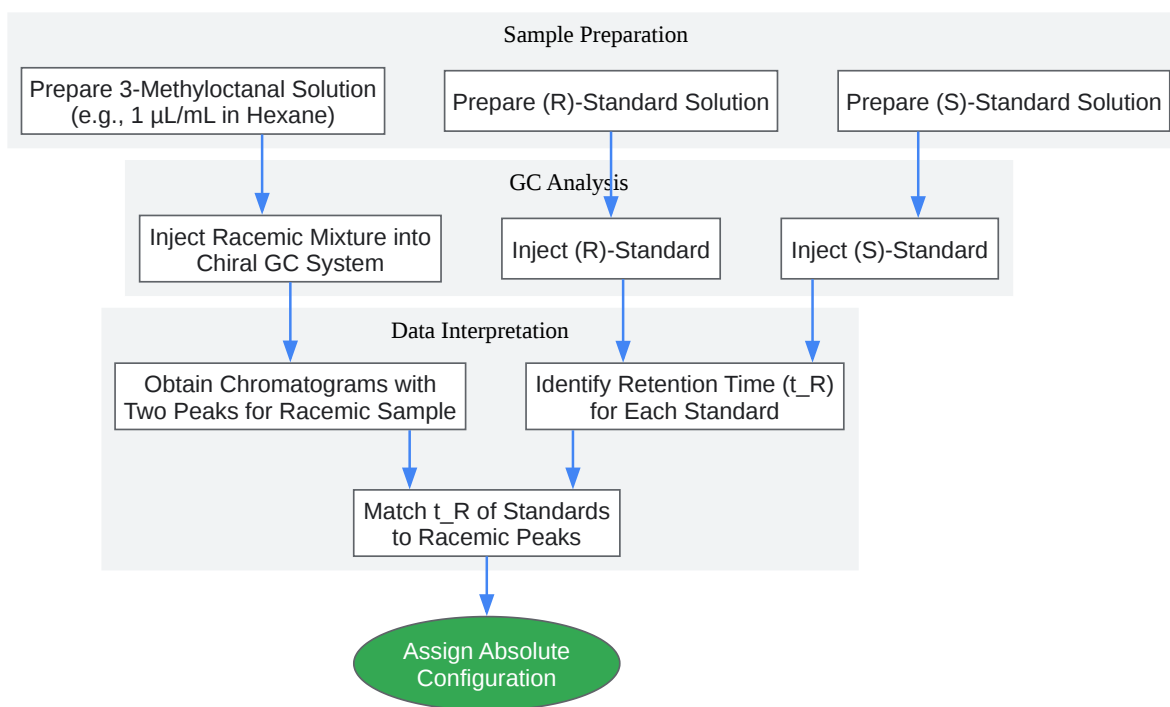 Sample Preparation
Prepare 3-Methyloctanal Solution
(e.g., 1 µL/mL in Hexane)
Prepare (R)-Standard Solution
Prepare (S)-Standard Solution
GC Analysis
Inject Racemic Mixture into
Chiral GC System
Inject (R)-Standard
Inject (S)-Standard
Data Interpretation
Obtain Chromatograms with
Two Peaks for Racemic Sample
Identify Retention Time (t_R)
for Each Standard
Match t_R of Standards
to Racemic Peaks
Assign Absolute
Configuration